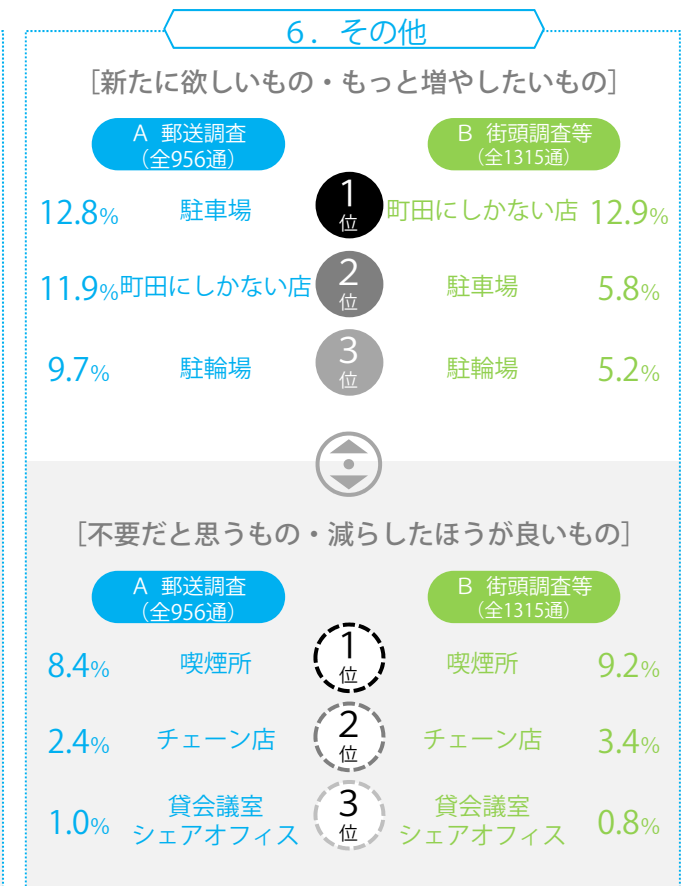 6．その他
［新たに欲しいもの・もっと増やしたいもの］
A 郵送調査
（全956通）
B 街頭調査等
（全1315通）
12.8% 駐車場 1位 町田にしかない店 12.9%
11.9% 町田にしかない店 2位 駐車場 5.8%
9.7% 駐輪場 3位 駐輪場 5.2%
［不要だと思うもの・減らしたほうが良いもの］
A 郵送調査
（全956通）
B 街頭調査等
（全1315通）
8.4% 喫煙所 1位 喫煙所 9.2%
2.4% チェーン店 2位 チェーン店 3.4%
1.0% 貸会議室
シェアオフィス
3位
貸会議室
シェアオフィス
0.8%